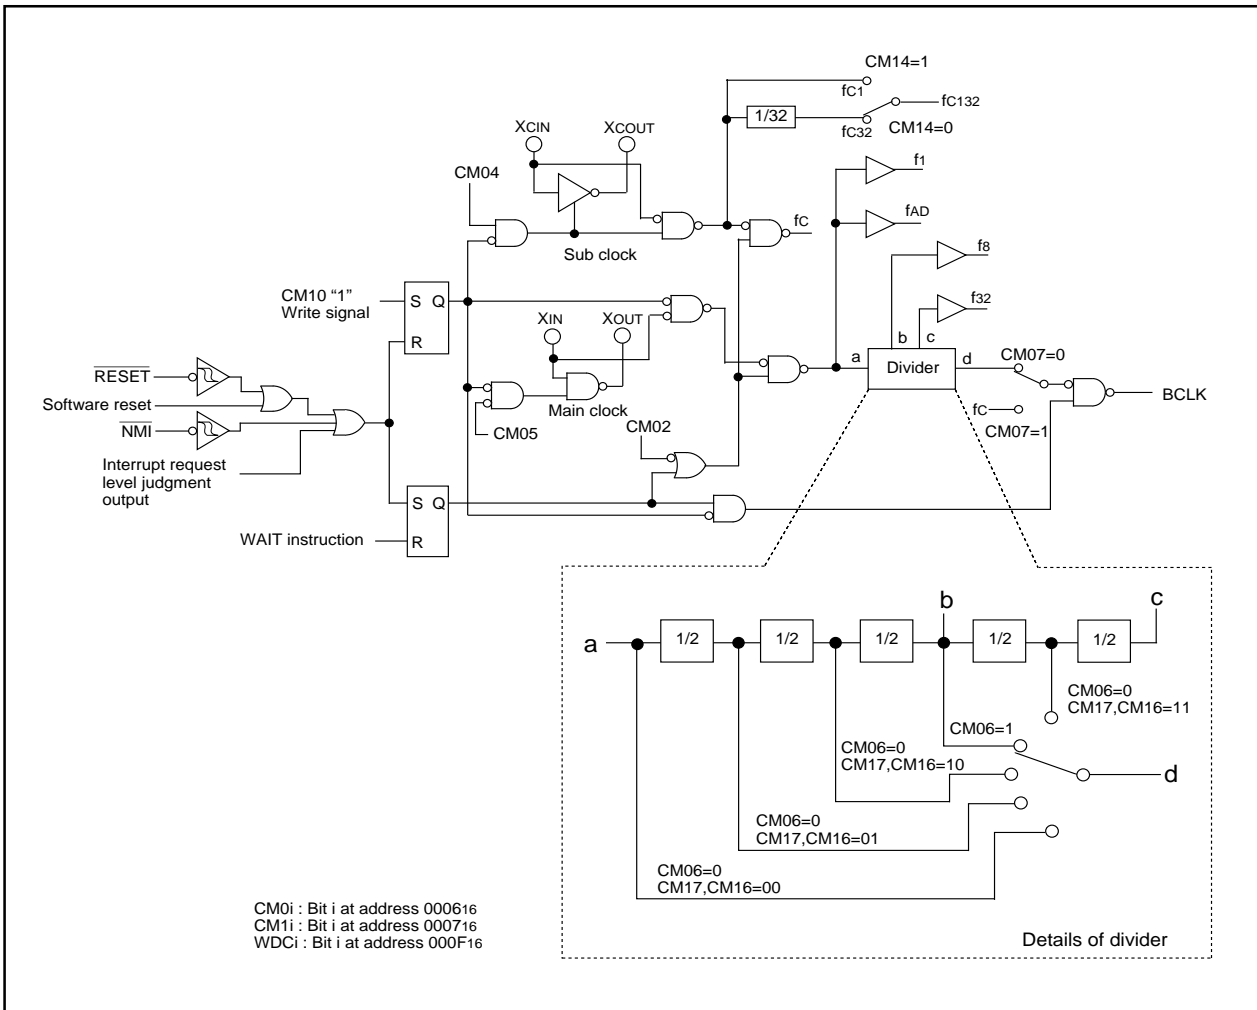 CM14=1
fC1
fC132
1/32
fC32
CM14=0
XCIN
XCOUT
CM04
f1
fAD
fC
Sub clock
f8
f32
CM10 “1”
Write signal
S Q
R
XIN
XOUT
b c
a
Divider
d
CM07=0
RESET
Software reset
NMI
Main clock
CM05
CM02
fC
CM07=1
BCLK
Interrupt request
level judgment
output
S Q
R
WAIT instruction
b
c
a
1/2
1/2
1/2
1/2
1/2
CM06=0
CM17,CM16=11
CM06=1
CM06=0
CM17,CM16=10
d
CM06=0
CM17,CM16=01
CM06=0
CM17,CM16=00
CM0i : Bit i at address 000616
CM1i : Bit i at address 000716
WDCi : Bit i at address 000F16
Details of divider